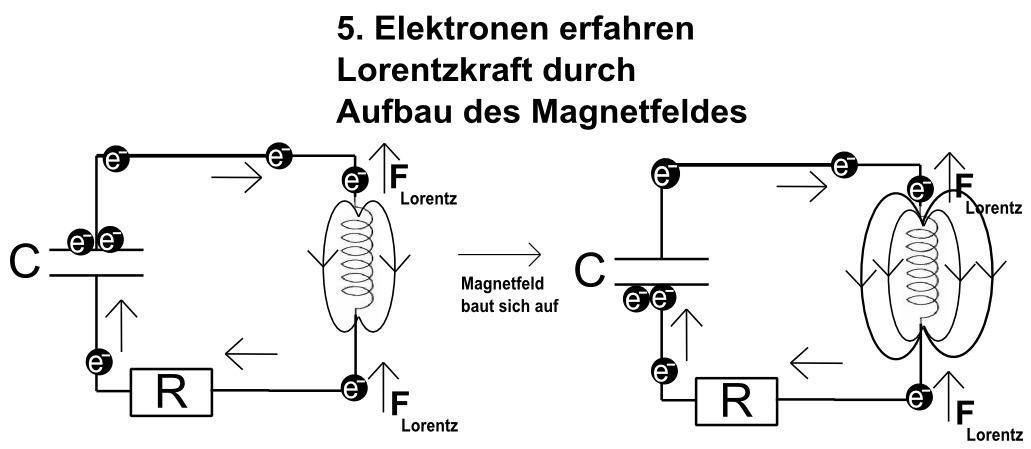 5. Elektronen erfahren
Lorentzkraft durch
Aufbau des Magnetfeldes
e⁻ e⁻ e⁻ F Lorentz
e⁻ e⁻
C
e⁻
R
e⁻ F Lorentz
Magnetfeld
baut sich auf
e⁻ e⁻ e⁻ F Lorentz
C
e⁻ e⁻
e⁻
R
e⁻ F Lorentz